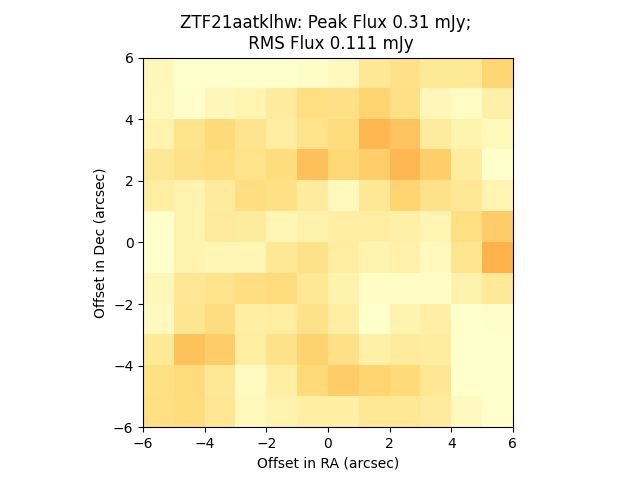 ZTF21aatklhw: Peak Flux 0.31 mJy;
RMS Flux 0.111 mJy
6
4
2
0
−2
−4
−6
Offset in Dec (arcsec)
−6 −4 −2 0 2 4 6
Offset in RA (arcsec)